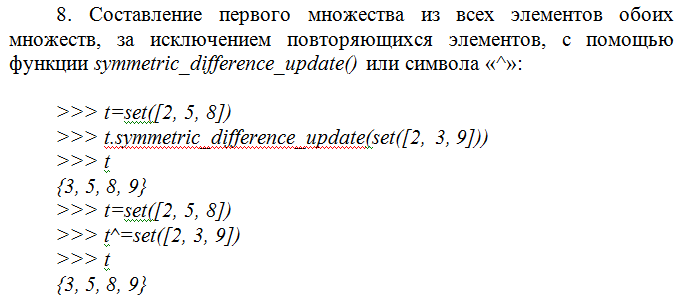 8. Составление первого множества из всех элементов обоих
множеств, за исключением повторяющихся элементов, с помощью
функции symmetric_difference_update() или символа «^»:
>>> t=set([2, 5, 8])
>>> t.symmetric_difference_update(set([2, 3, 9]))
>>> t
{3, 5, 8, 9}
>>> t=set([2, 5, 8])
>>> t^=set([2, 3, 9])
>>> t
{3, 5, 8, 9}